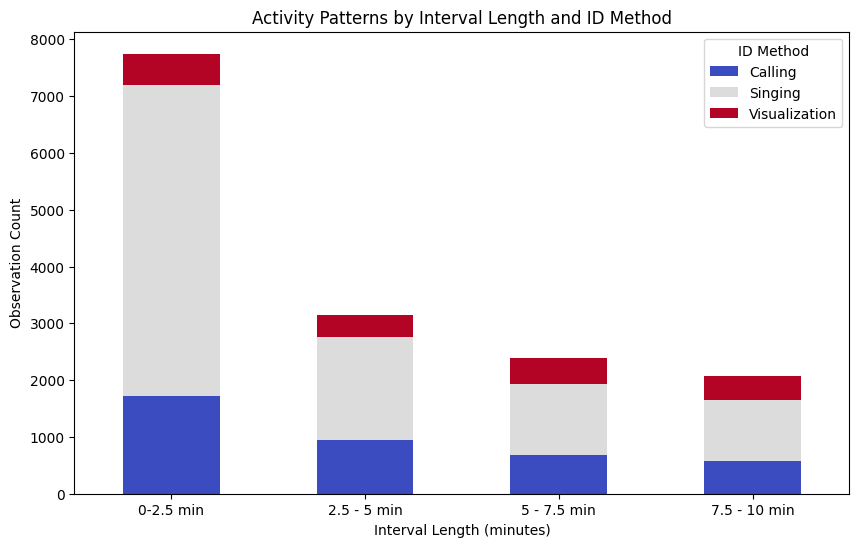 Activity Patterns by Interval Length and ID Method
ID Method
Calling
Singing
Visualization
Observation Count
8000
7000
6000
5000
4000
3000
2000
1000
0
0-2.5 min
2.5 - 5 min
5 - 7.5 min
7.5 - 10 min
Interval Length (minutes)